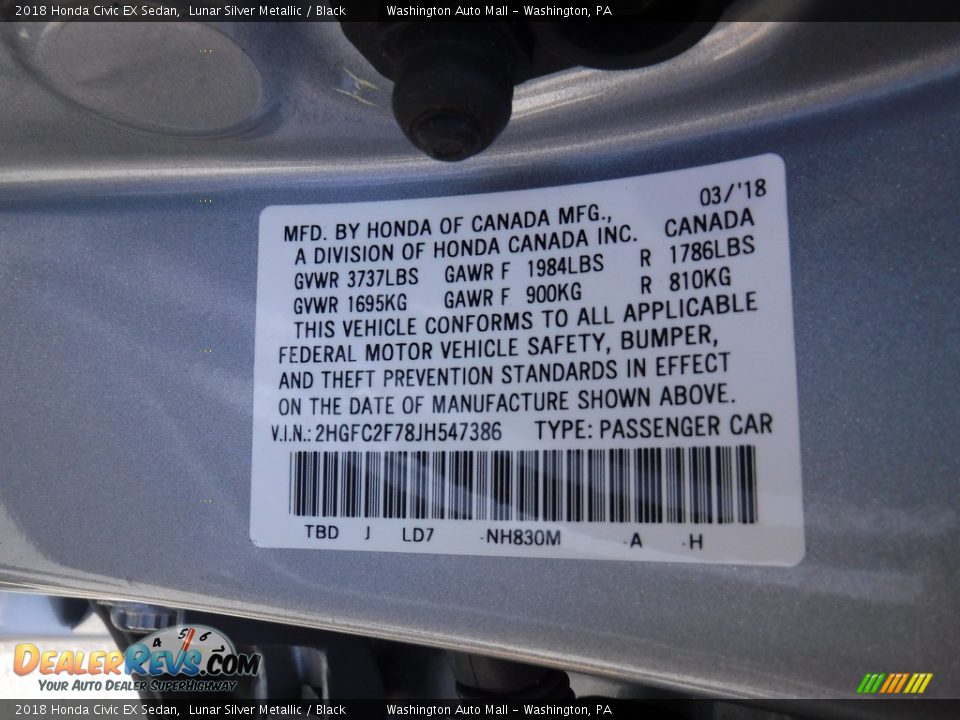 2018 Honda Civic EX Sedan,  Lunar Silver Metallic / Black    Washington Auto Mall - Washington, PA
03/'18
MFD. BY HONDA OF CANADA MFG.,
A DIVISION OF HONDA CANADA INC.  CANADA
GVWR 3737LBS  GAWR F  1984LBS  R  1786LBS
GVWR 1695KG  GAWR F  900KG  R  810KG
THIS VEHICLE CONFORMS TO ALL APPLICABLE
FEDERAL MOTOR VEHICLE SAFETY, BUMPER,
AND THEFT PREVENTION STANDARDS IN EFFECT
ON THE DATE OF MANUFACTURE SHOWN ABOVE.
V.I.N.: 2HGFC2F78JH547386  TYPE: PASSENGER CAR
TBD  J  LD7  -NH830M  -A  -H
4 5 6
DEALERREVS.COM
YOUR AUTO DEALER SUPERHIGHWAY
2018 Honda Civic EX Sedan,  Lunar Silver Metallic / Black    Washington Auto Mall - Washington, PA